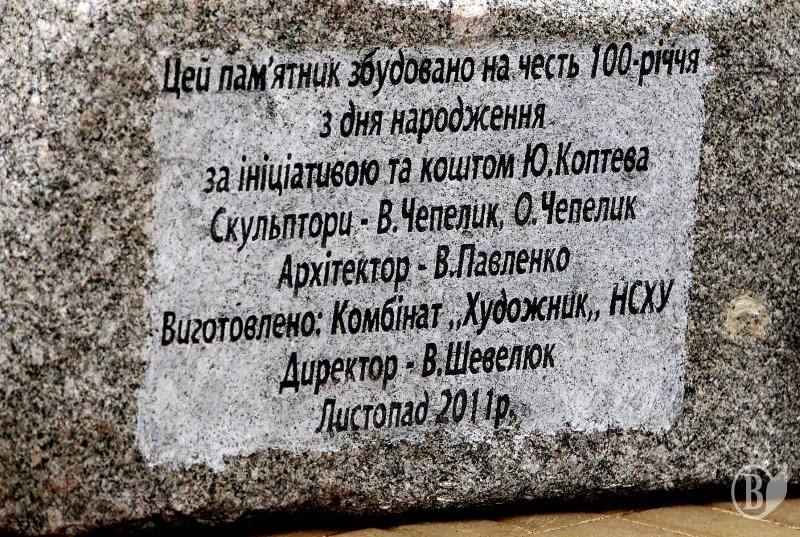 Цей пам'ятник збудовано на честь 100-річчя
з дня народження
за ініціативою та коштом Ю.Коптева
Скульптори - В.Чепелик, О.Чепелик
Архітектор - В.Павленко
Виготовлено: Комбінат ,,Художник,, НСХУ
Директор - В.Шевелюк
Листопад 2011р.
В